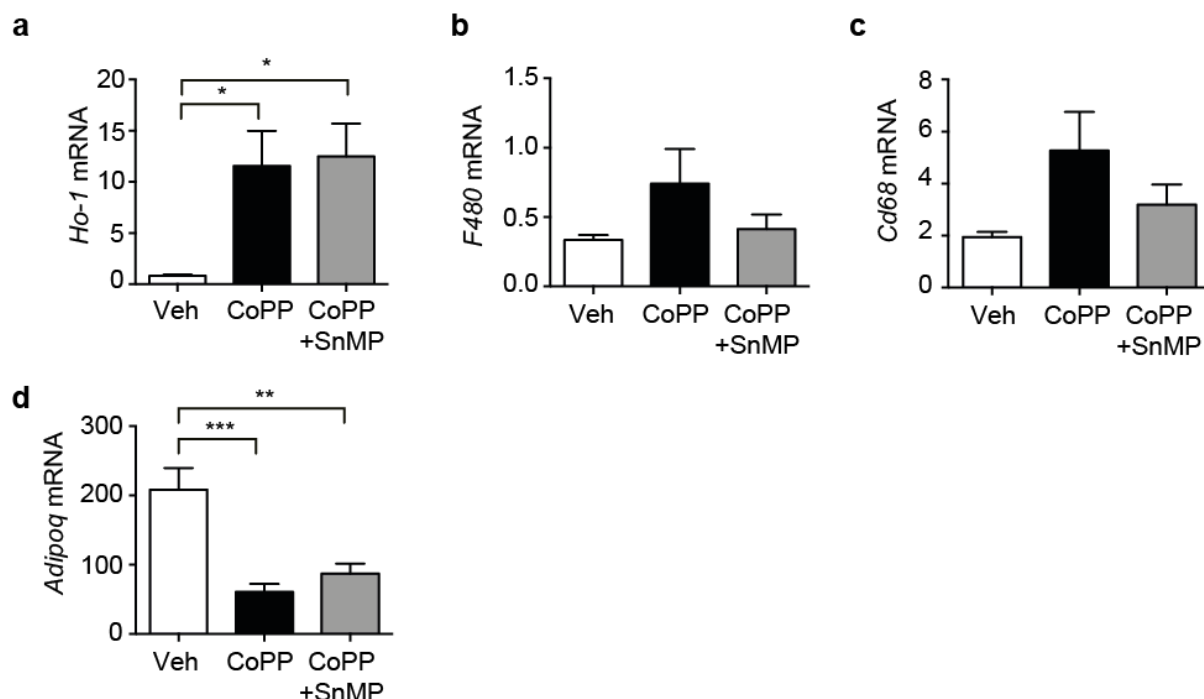 a
Ho-1 mRNA
20
15
10
5
0
*
*
Veh
CoPP
CoPP
+SnMP
b
F480 mRNA
1.5
1.0
0.5
0.0
Veh
CoPP
CoPP
+SnMP
c
Cd68 mRNA
8
6
4
2
0
Veh
CoPP
CoPP
+SnMP
d
Adipoq mRNA
300
200
100
0
**
***
Veh
CoPP
CoPP
+SnMP